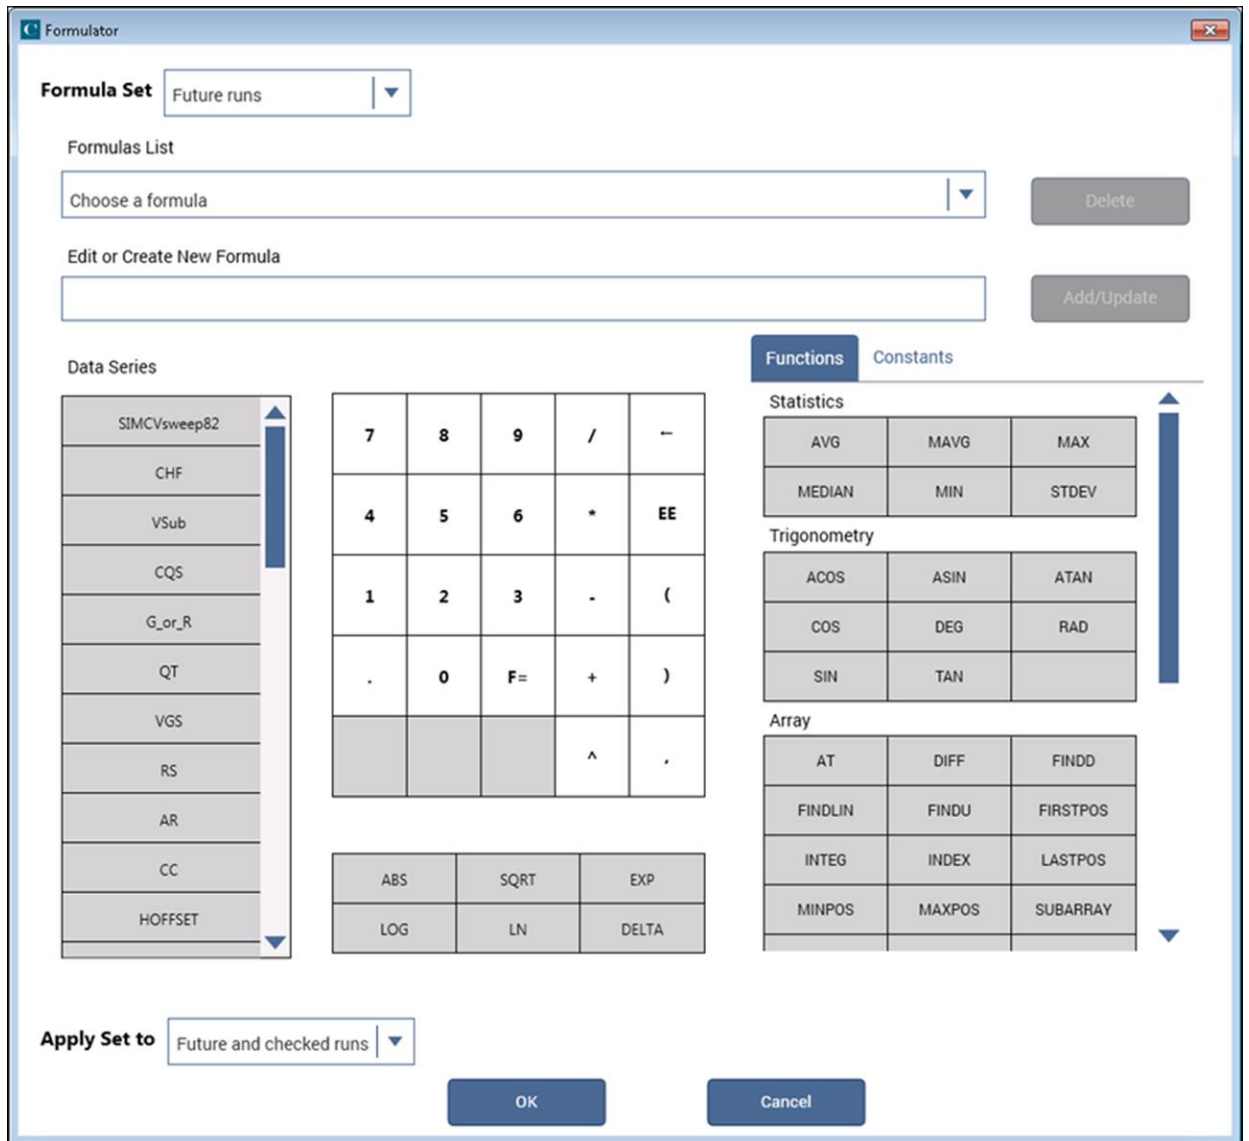 C Formulator
Formula Set Future runs
Formulas List
Choose a formula
Delete
Edit or Create New Formula
Add/Update
Data Series
SIMCVsweep82
CHF
VSub
CQS
G_or_R
QT
VGS
RS
AR
CC
HOFFSET
7 8 9 / ←
4 5 6 * EE
1 2 3 - (
. 0 F= + )
^ ,
ABS SQRT EXP
LOG LN DELTA
Functions Constants
Statistics
AVG MAVG MAX
MEDIAN MIN STDEV
Trigonometry
ACOS ASIN ATAN
COS DEG RAD
SIN TAN
Array
AT DIFF FINDD
FINDLIN FINDU FIRSTPOS
INTEG INDEX LASTPOS
MINPOS MAXPOS SUBARRAY
Apply Set to Future and checked runs
OK Cancel